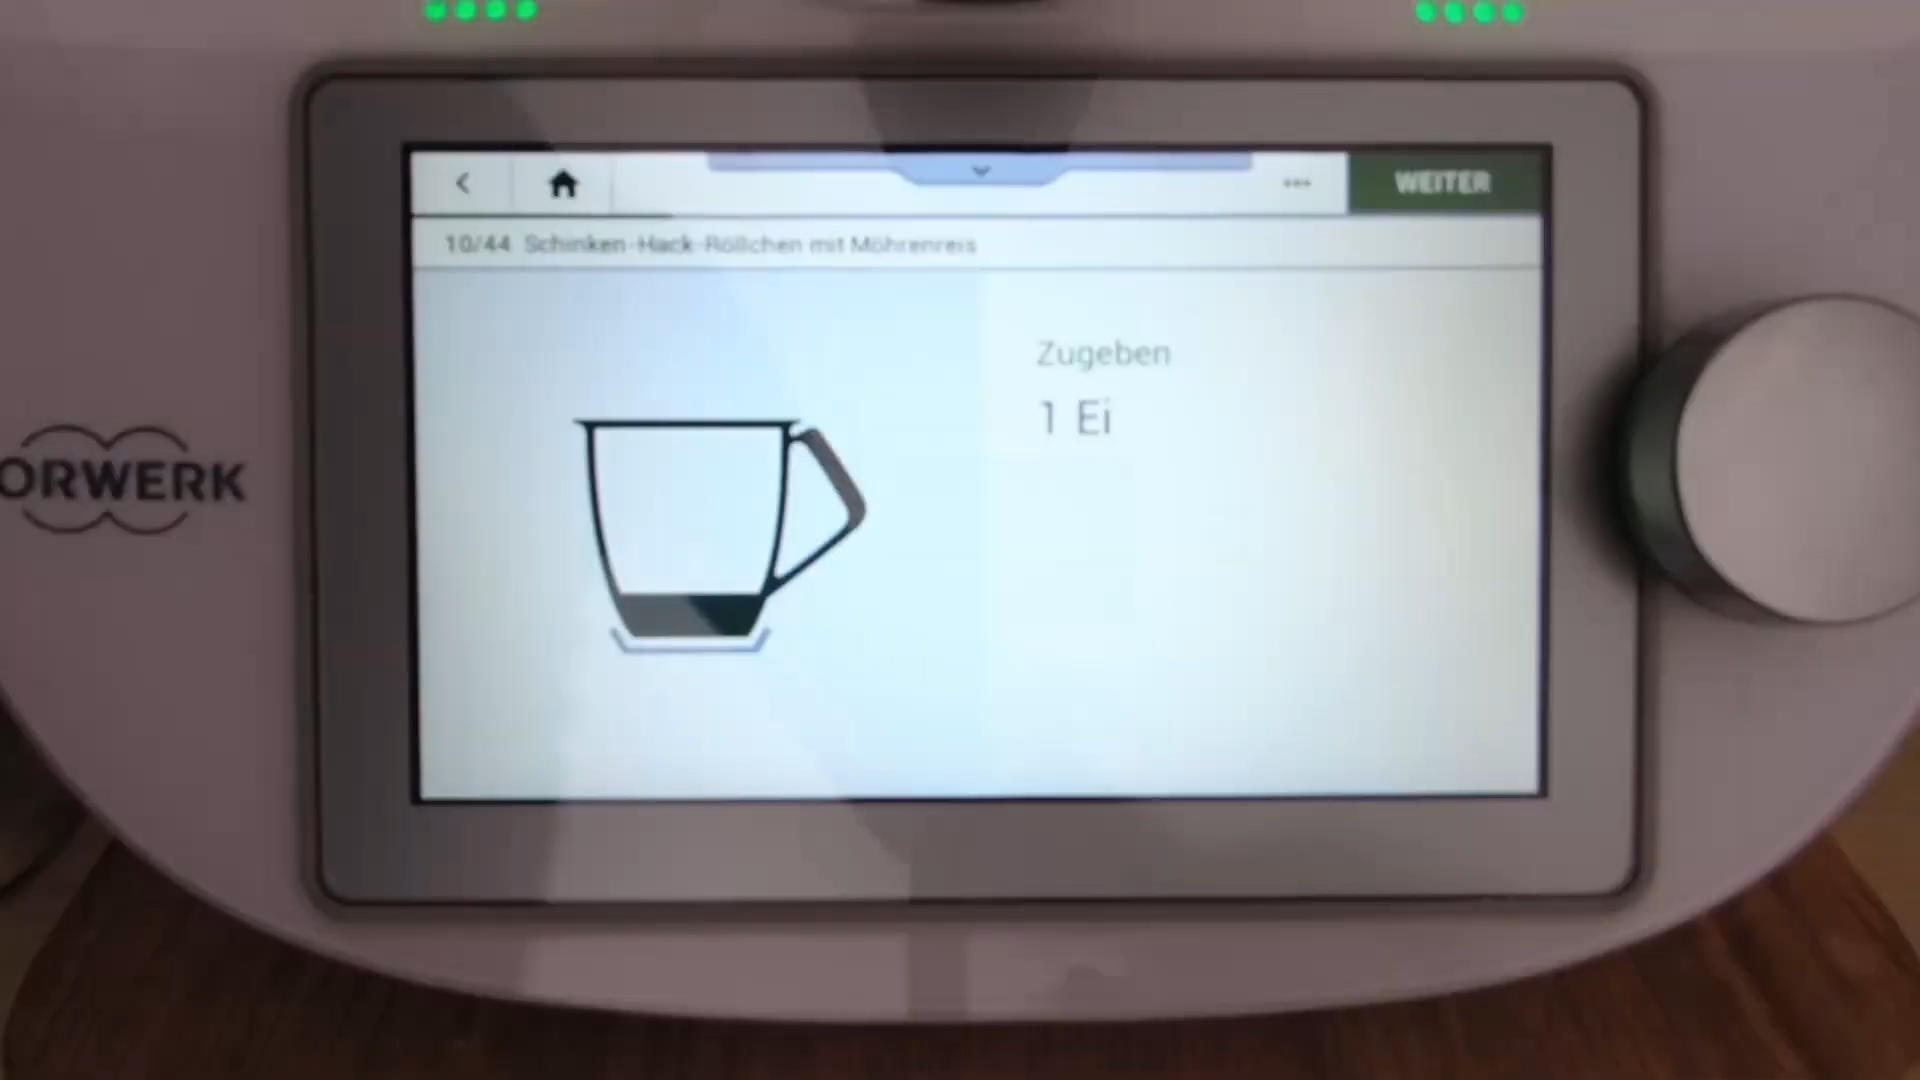 WEITER
10/44 Schinken-Hack-Röllchen mit Möhrenreis
Zugeben
1 Ei
ORWERK